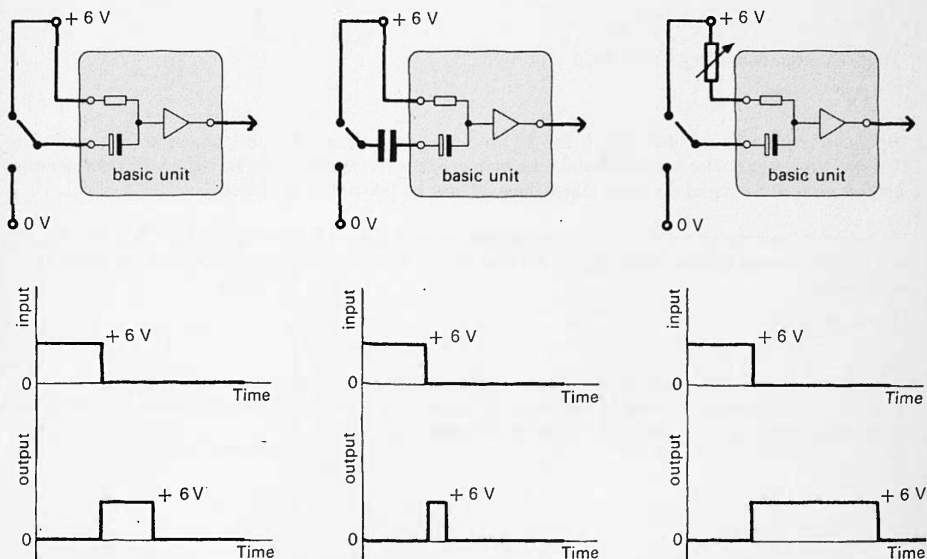 + 6 V
basic unit
0 V
+ 6 V
basic unit
0 V
+ 6 V
basic unit
0 V
input
+ 6 V
0
Time
output
+ 6 V
0
Time
input
+ 6 V
0
Time
output
+ 6 V
0
Time
input
+ 6 V
0
Time
output
+ 6 V
0
Time